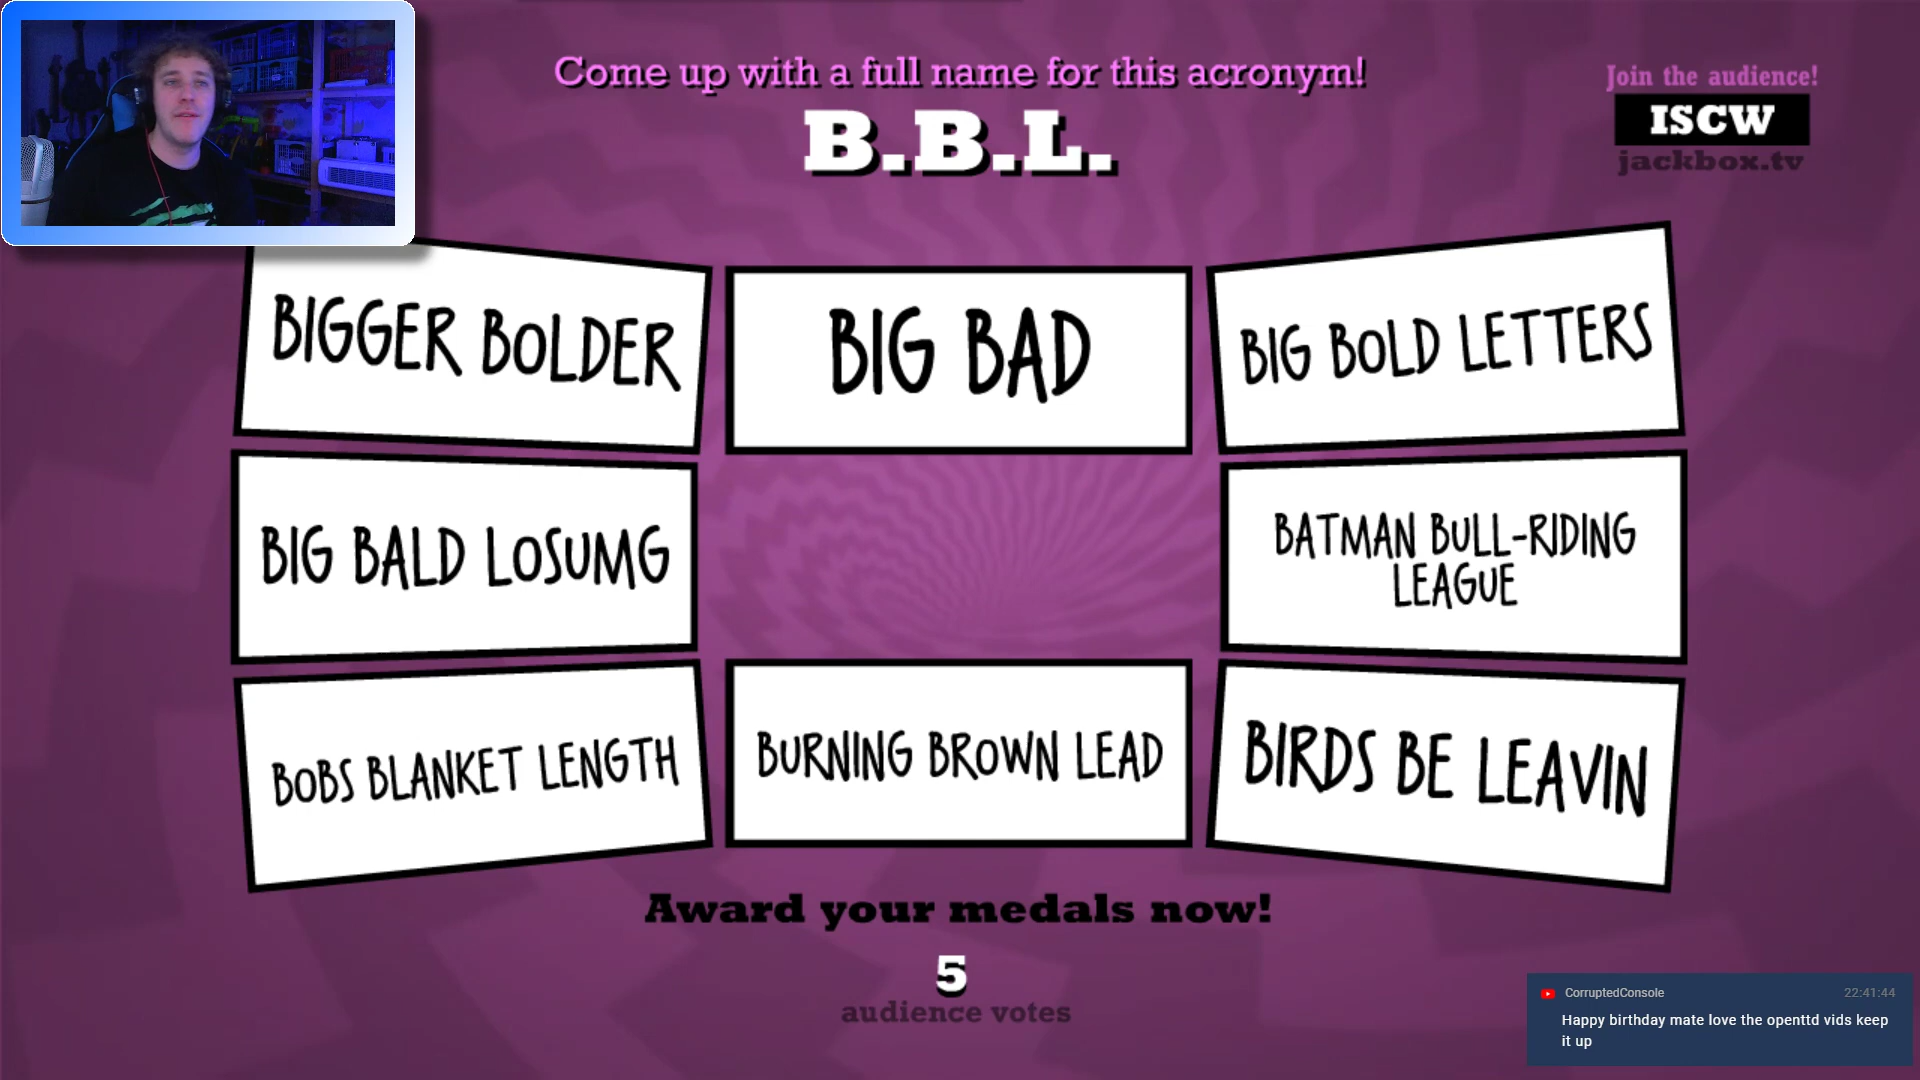 Come up with a full name for this acronym!
B.B.L.
Join the audience!
ISCW
jackbox.tv
BIGGER BOLDER
BIG BAD
BIG BOLD LETTERS
BIG BALD LOSUMG
BATMAN BULL-RIDING
LEAGUE
BOBS BLANKET LENGTH
BURNING BROWN LEAD
BIRDS BE LEAVIN
Award your medals now!
5
audience votes
CorruptedConsole 22:41:44
Happy birthday mate love the openttd vids keep
it up